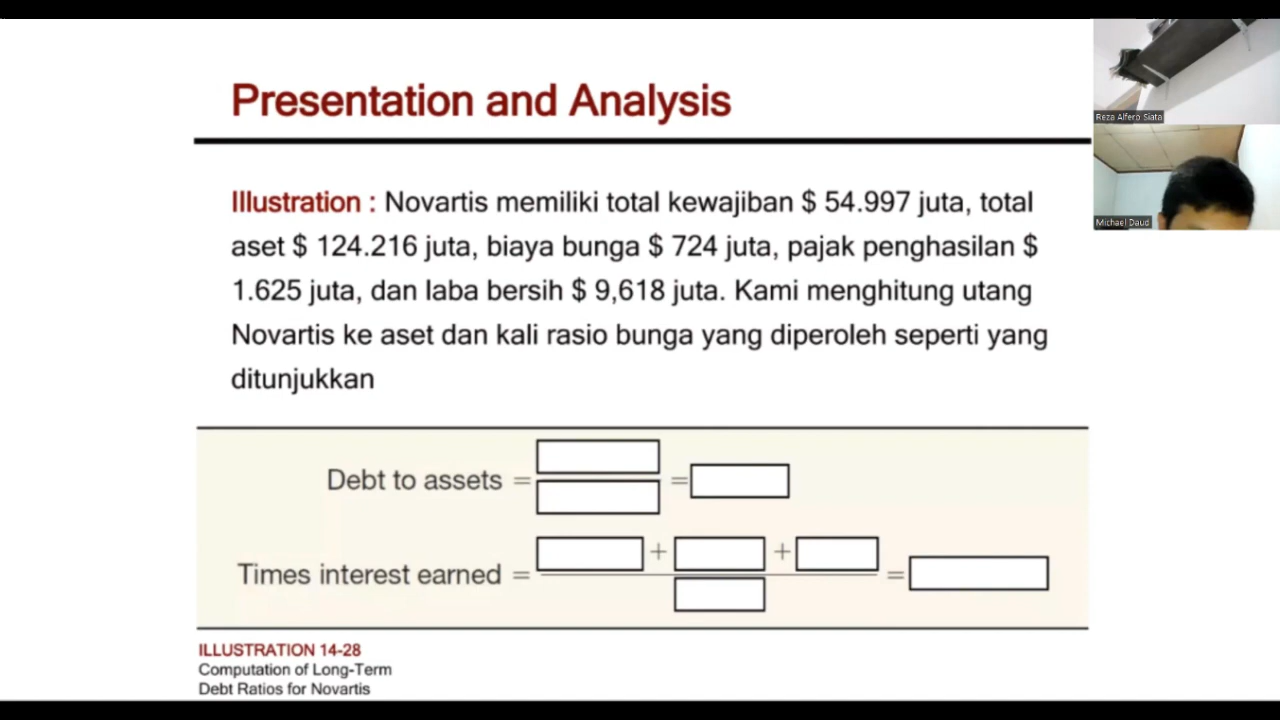 Presentation and Analysis
Illustration : Novartis memiliki total kewajiban $ 54.997 juta, total
aset $ 124.216 juta, biaya bunga $ 724 juta, pajak penghasilan $
1.625 juta, dan laba bersih $ 9,618 juta. Kami menghitung utang
Novartis ke aset dan kali rasio bunga yang diperoleh seperti yang
ditunjukkan
Debt to assets = =
Times interest earned = + + =
ILLUSTRATION 14-28
Computation of Long-Term
Debt Ratios for Novartis
Reza Alfero Siata
Michael Daud